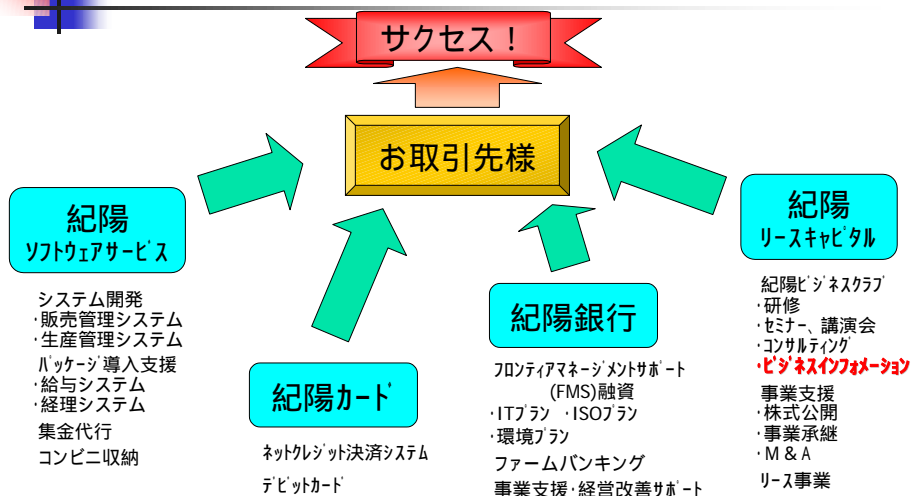 サクセス！
お取引先様
紀陽
ｿﾌﾄｳｪｱｻｰﾋﾞｽ
システム開発
・販売管理システム
・生産管理システム
ﾊﾟｯｹｰｼﾞ導入支援
・給与システム
・経理システム
集金代行
コンビニ収納
紀陽ｶｰﾄﾞ
ﾈｯﾄｸﾚｼﾞｯﾄ決済ｼｽﾃﾑ
ﾃﾞﾋﾞｯﾄｶｰﾄﾞ
紀陽銀行
ﾌﾛﾝﾃｨｱﾏﾈｰｼﾞﾒﾝﾄｻﾎﾟｰﾄ
(FMS)融資
・ITﾌﾟﾗﾝ ・ISOﾌﾟﾗﾝ
・環境ﾌﾟﾗﾝ
ファームバンキング
事業支援・経営改善ｻﾎﾟｰﾄ
紀陽
ﾘｰｽｷｬﾋﾟﾀﾙ
紀陽ﾋﾞｼﾞﾈｽｸﾗﾌﾞ
・研修
・ｾﾐﾅｰ、講演会
・ｺﾝｻﾙﾃｨﾝｸﾞ
・ﾋﾞｼﾞﾈｽｲﾝﾌｫﾒｰｼｮﾝ
事業支援
・株式公開
・事業承継
・M＆A
ﾘｰｽ事業